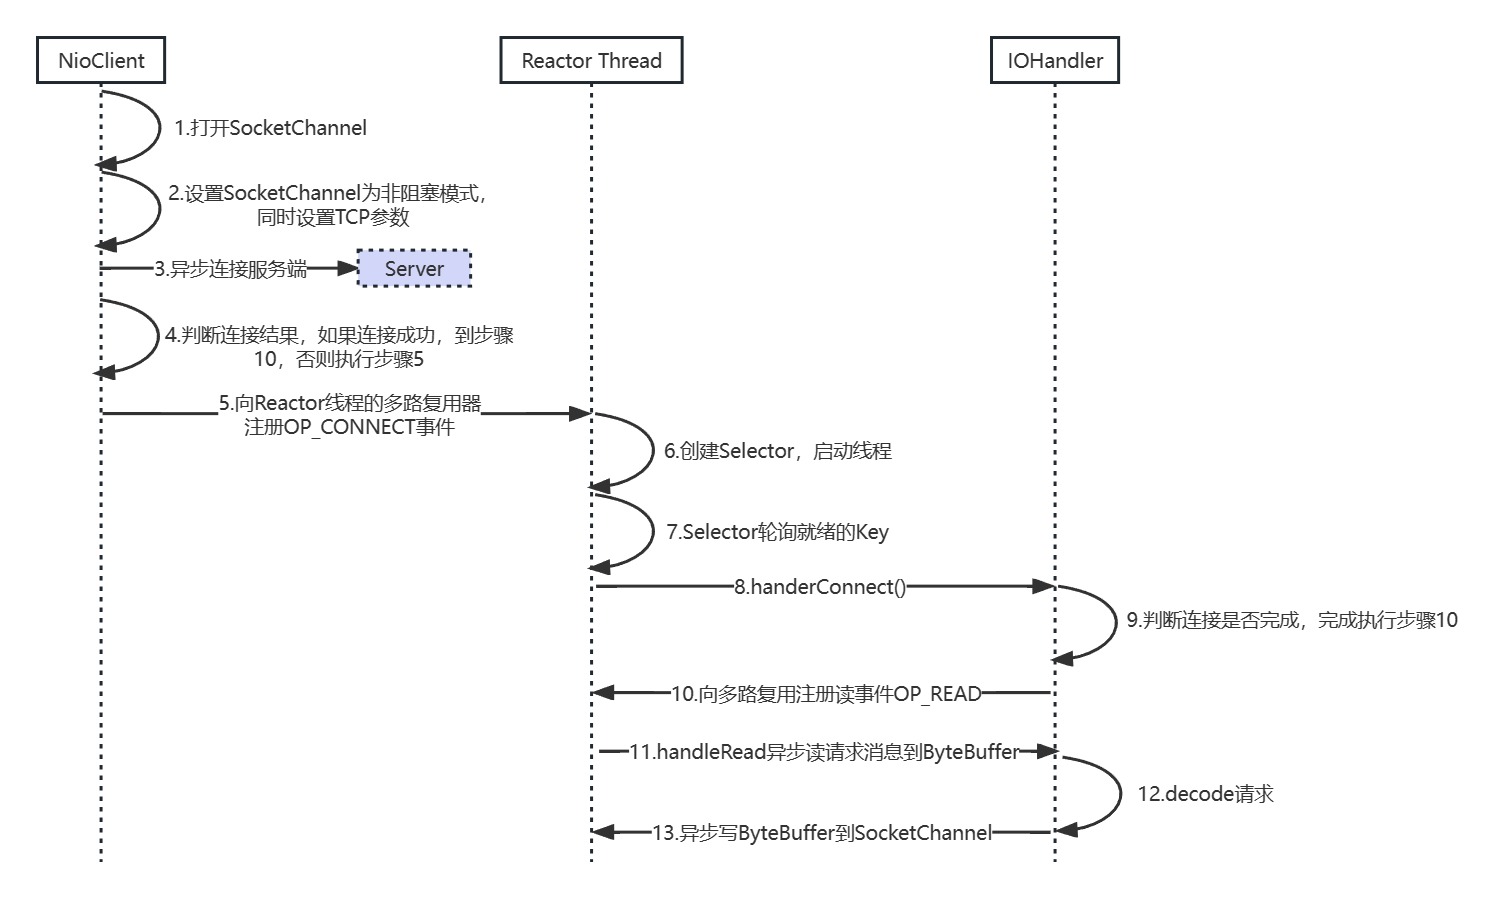 NioClient
Reactor Thread
IOHandler
1.打开SocketChannel
2.设置SocketChannel为非阻塞模式，
同时设置TCP参数
3.异步连接服务端
Server
4.判断连接结果，如果连接成功，到步骤
10，否则执行步骤5
5.向Reactor线程的多路复用器
注册OP_CONNECT事件
6.创建Selector，启动线程
7.Selector轮询就绪的Key
8.handerConnect()
9.判断连接是否完成，完成执行步骤10
10.向多路复用注册读事件OP_READ
11.handleRead异步读请求消息到ByteBuffer
12.decode请求
13.异步写ByteBuffer到SocketChannel